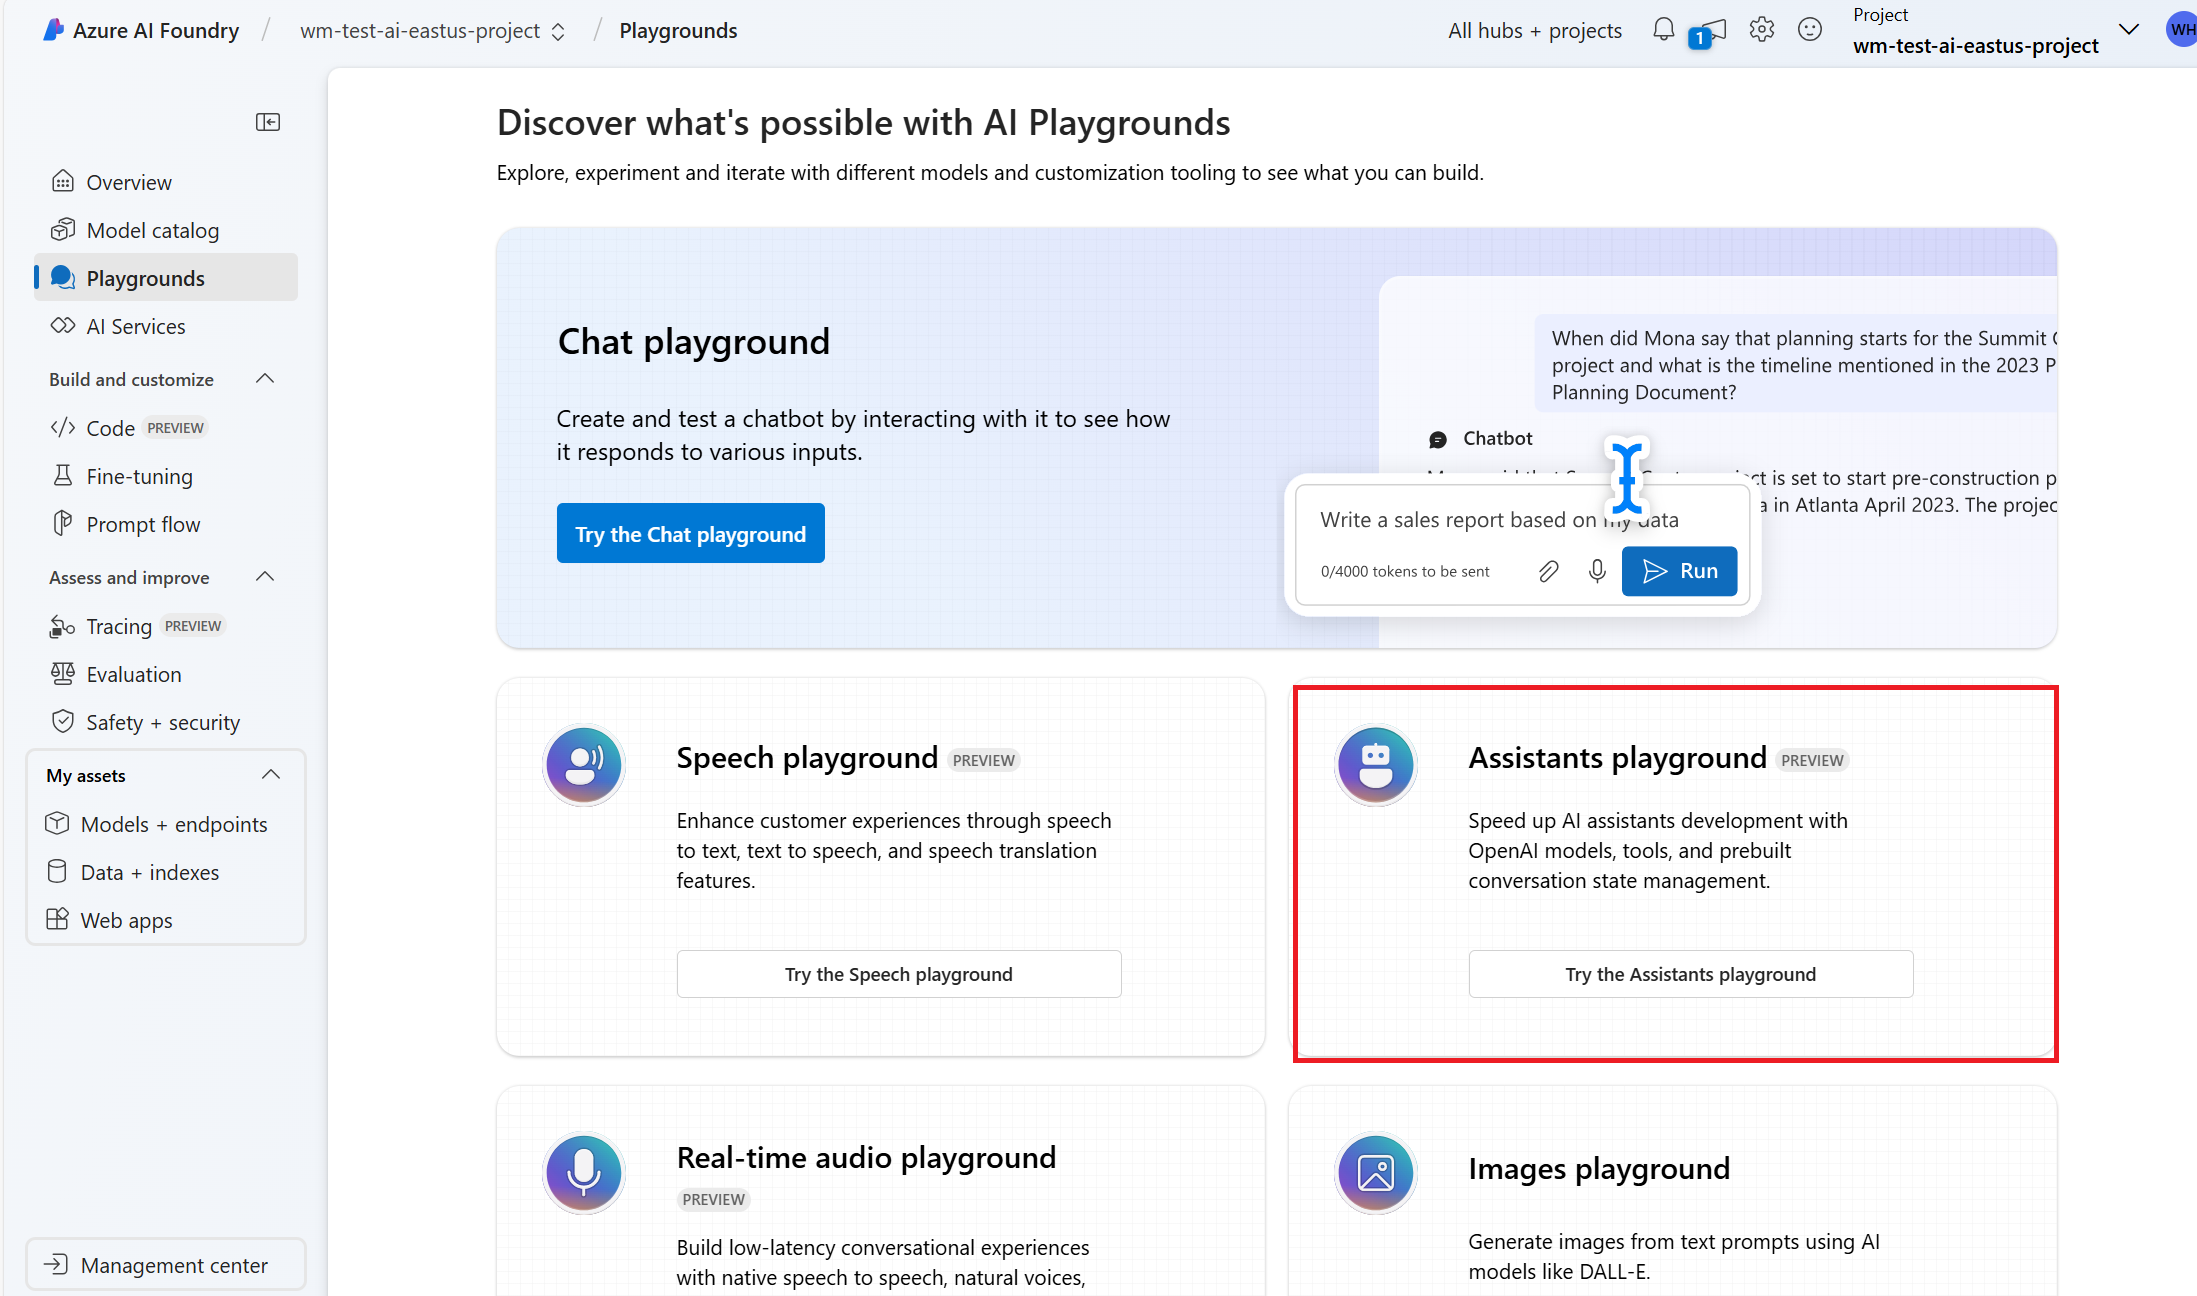 Azure AI Foundry / wm-test-ai-eastus-project / Playgrounds
All hubs + projects
1
Project
wm-test-ai-eastus-project
WH
Overview
Model catalog
Playgrounds
AI Services
Build and customize
Code PREVIEW
Fine-tuning
Prompt flow
Assess and improve
Tracing PREVIEW
Evaluation
Safety + security
My assets
Models + endpoints
Data + indexes
Web apps
Management center
Discover what's possible with AI Playgrounds
Explore, experiment and iterate with different models and customization tooling to see what you can build.
Chat playground
Create and test a chatbot by interacting with it to see how
it responds to various inputs.
Try the Chat playground
When did Mona say that planning starts for the Summit
project and what is the timeline mentioned in the 2023 P
Planning Document?
Chatbot
is set to start pre-construction p
in Atlanta April 2023. The projec
Write a sales report based on my data
0/4000 tokens to be sent
Run
Speech playground PREVIEW
Enhance customer experiences through speech
to text, text to speech, and speech translation
features.
Try the Speech playground
Assistants playground PREVIEW
Speed up AI assistants development with
OpenAI models, tools, and prebuilt
conversation state management.
Try the Assistants playground
Real-time audio playground
PREVIEW
Build low-latency conversational experiences
with native speech to speech, natural voices,
Images playground
Generate images from text prompts using AI
models like DALL-E.